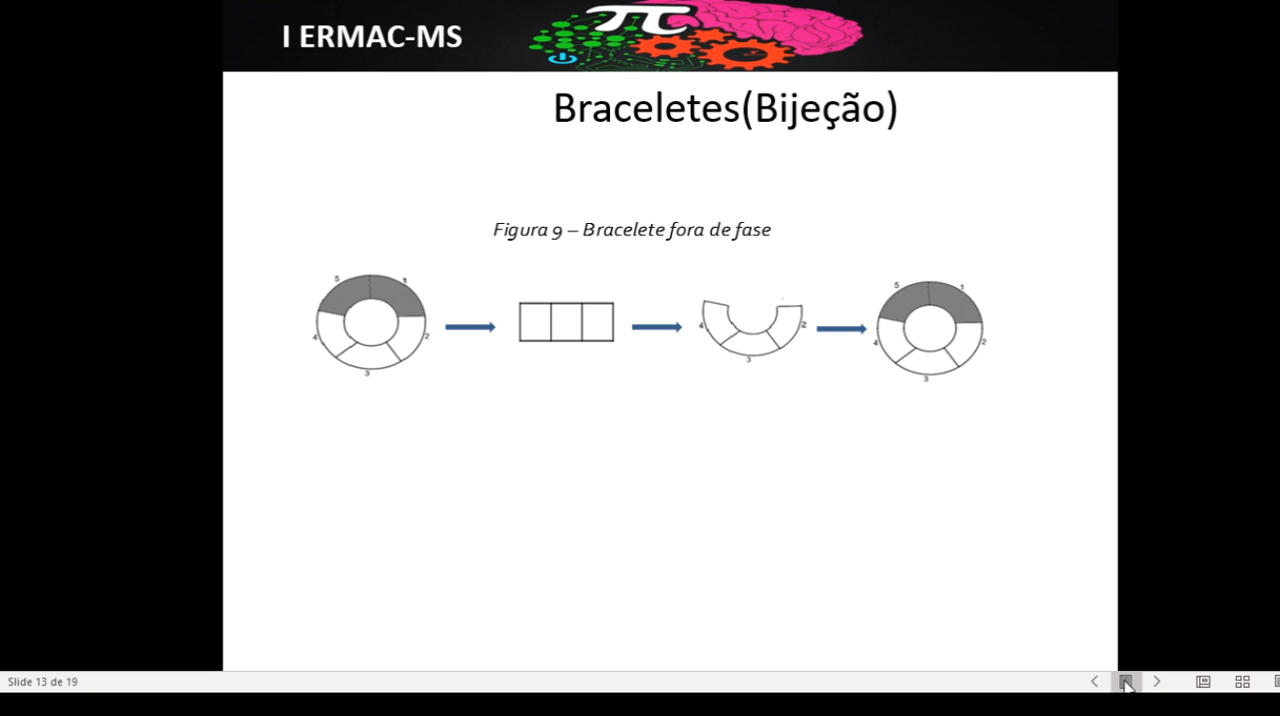 I ERMAC-MS
Braceletes(Bijeção)
Figura 9 – Bracelete fora de fase
5 1
4 2
3
4 2
3
5 1
4 2
3
Slide 13 de 19